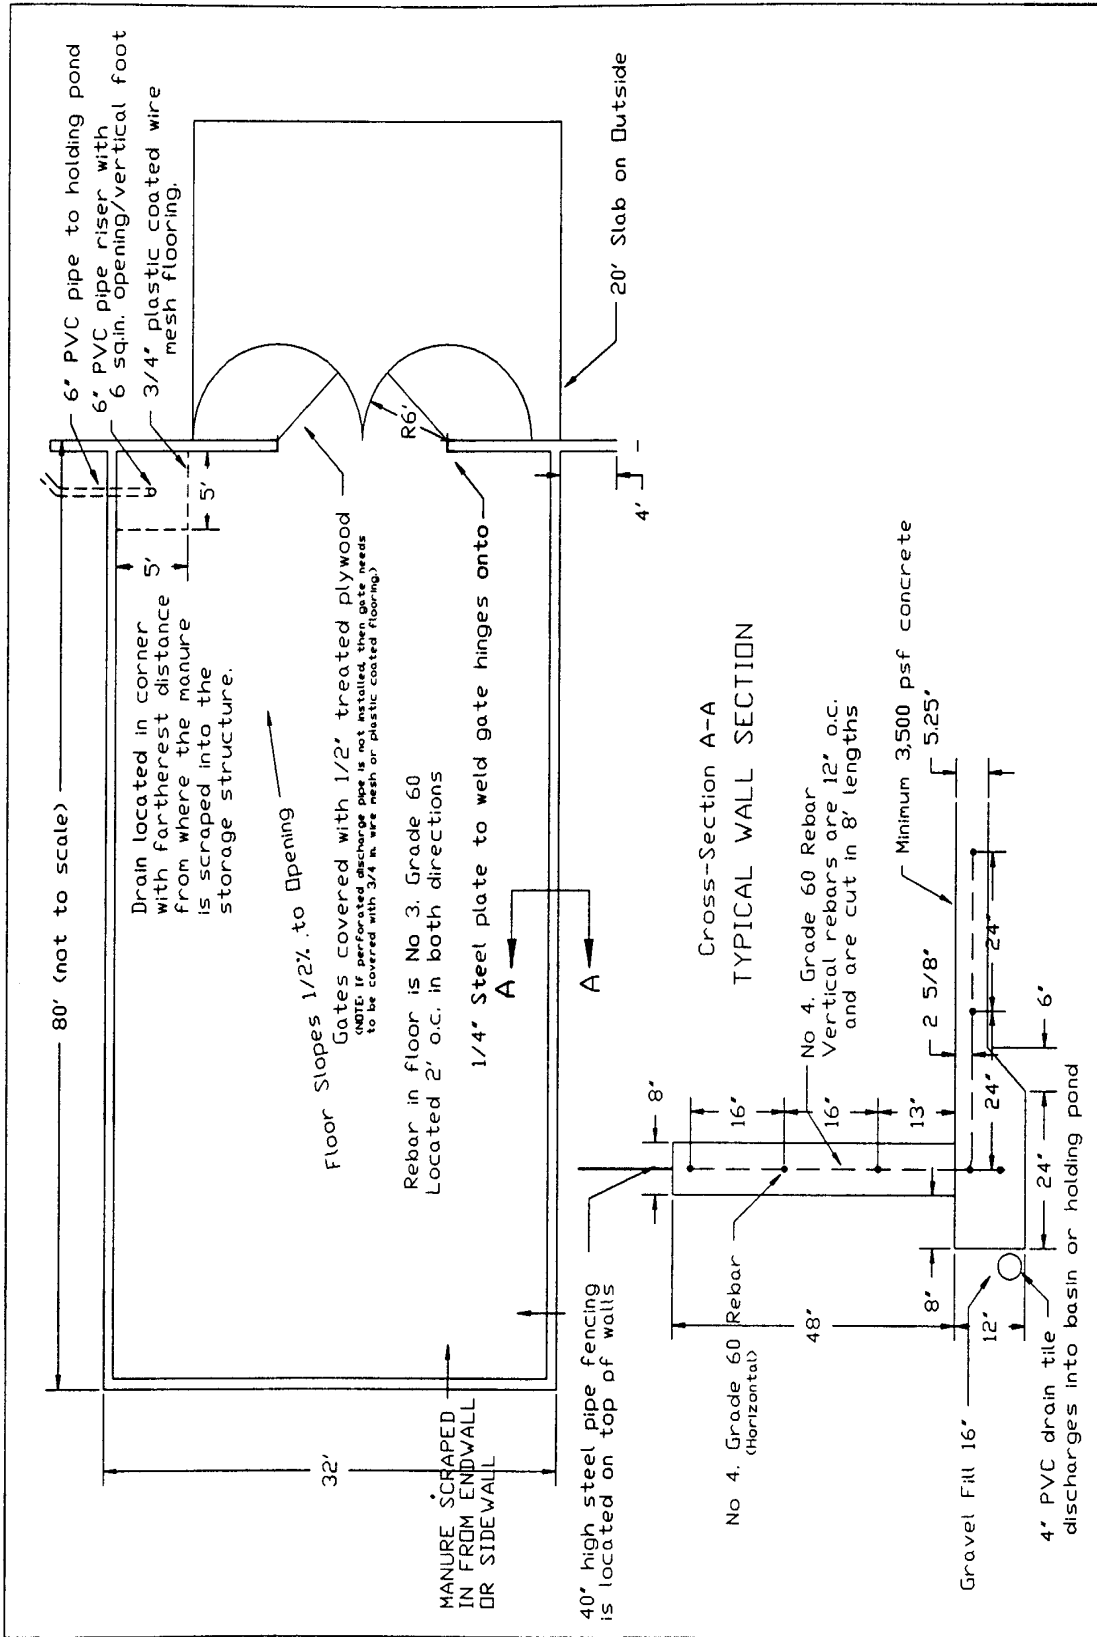 80' (not to scale)
6" PVC pipe to holding pond
6" PVC pipe riser with
6 sq.in. opening/vertical foot
3/4" plastic coated wire
mesh flooring.
5'
5'
Drain located in corner
with fartherest distance
from where the manure
is scraped into the
storage structure.
Floor Slopes 1/2% to Opening
Gates covered with 1/2" treated plywood
(NOTE: If perforated discharge pipe is not installed, then gate needs
to be covered with 3/4 in. wire mesh or plastic coated flooring.)
R6'
Rebar in floor is No 3. Grade 60
Located 2' o.c. in both directions
1/4" Steel plate to weld gate hinges onto
A
A
4'
20' Slab on Outside
32'
MANURE SCRAPED
IN FROM ENDWALL
OR SIDEWALL
40" high steel pipe fencing
is located on top of walls
Cross-Section A-A
TYPICAL WALL SECTION
8"
16"
16"
13"
No 4. Grade 60 Rebar
Vertical rebars are 12" o.c.
and are cut in 8' lengths
No 4. Grade 60 Rebar
(Horizontal)
48"
8"
12"
2 5/8"
Minimum 3,500 psf concrete
5.25"
24"
24"
24"
6"
Gravel Fill 16"
4" PVC drain tile
discharges into basin or holding pond